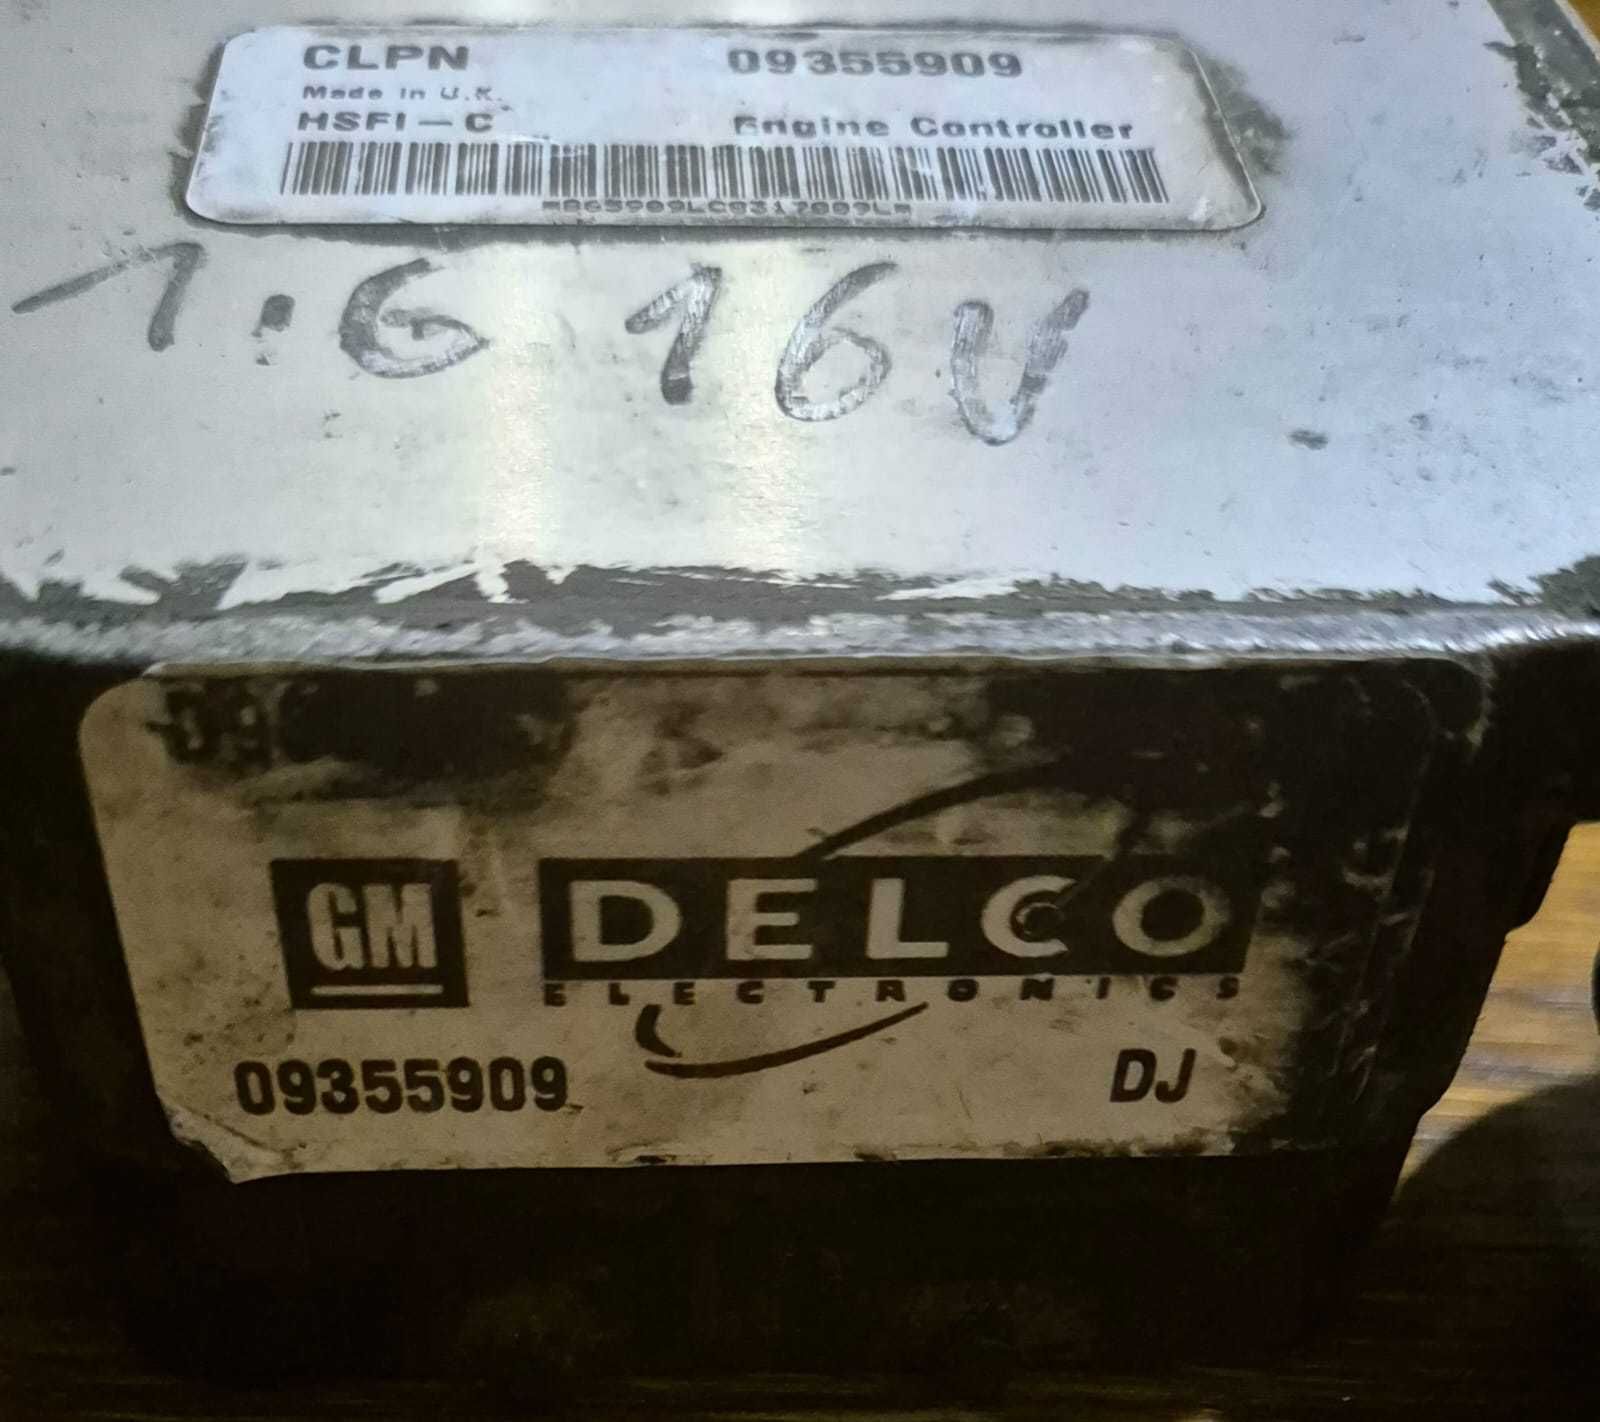 CLPN 09355909
Made in U.K.
HSFI-C Engine Controller
1.6 16V
GM DELCO
ELECTRONICS
09355909 DJ